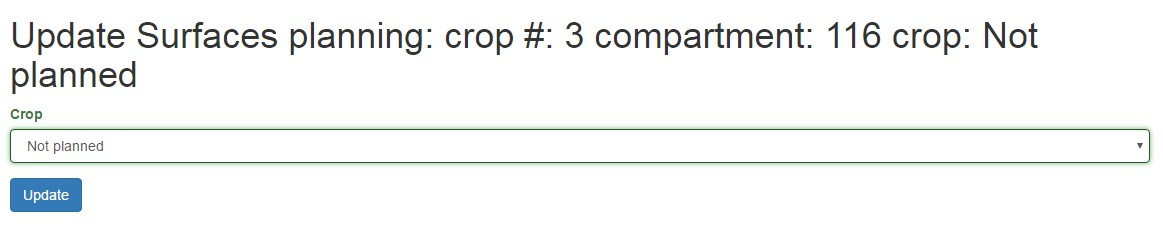 Update Surfaces planning: crop #: 3 compartment: 116 crop: Not
planned
Crop
Not planned
Update